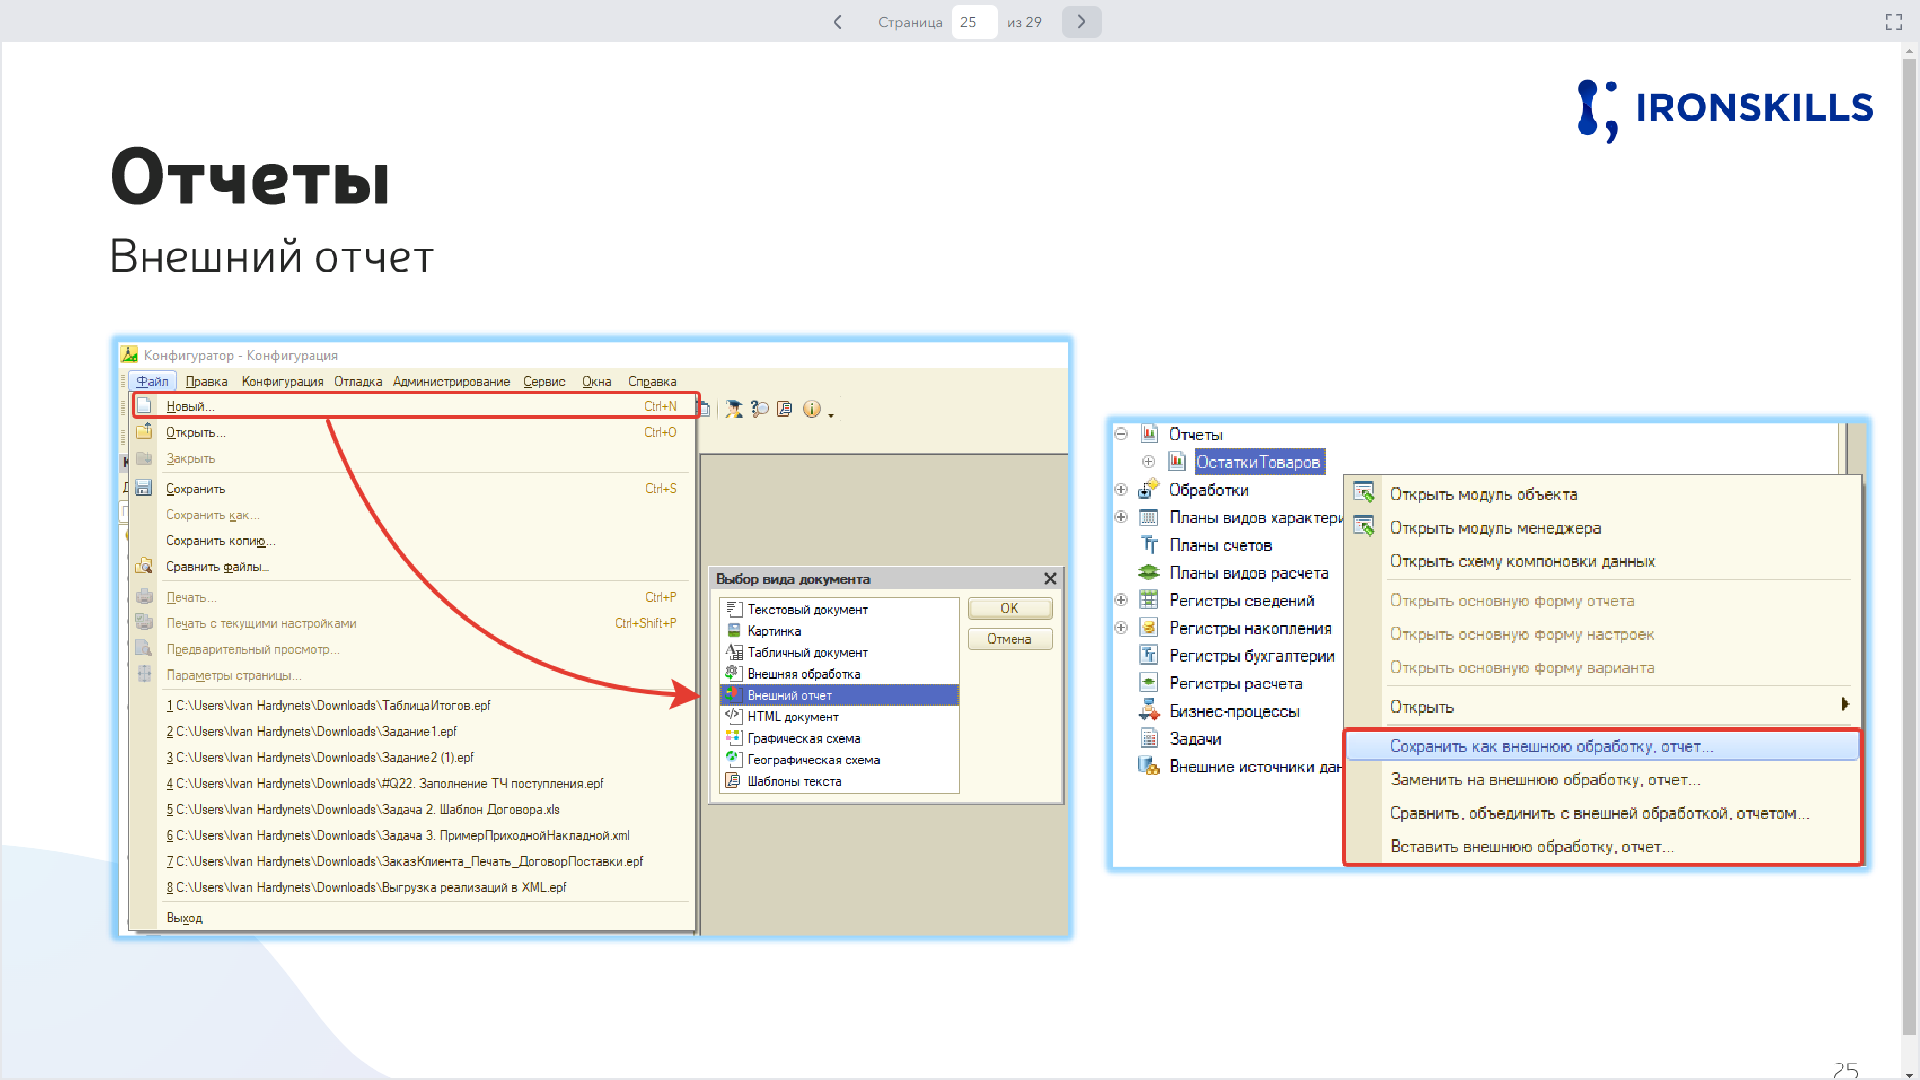 Страница 25 из 29
IRONSKILLS
Отчеты
Внешний отчет
Конфигуратор - Конфигурация
Файл Правка Конфигурация Отладка Администрирование Сервис Окна Справка
Новый... Ctrl+N
Открыть... Ctrl+O
Закрыть
Сохранить Ctrl+S
Сохранить как...
Сохранить копию...
Сравнить файлы...
Печать... Ctrl+P
Печать с текущими настройками Ctrl+Shift+P
Предварительный просмотр...
Параметры страницы...
1 C:\Users\Ivan Hardynets\Downloads\ТаблицаИтогов.epf
2 C:\Users\Ivan Hardynets\Downloads\Задание1.epf
3 C:\Users\Ivan Hardynets\Downloads\Задание2 (1).epf
4 C:\Users\Ivan Hardynets\Downloads\#Q22. Заполнение ТЧ поступления.epf
5 C:\Users\Ivan Hardynets\Downloads\Задача 2. Шаблон Договора.xls
6 C:\Users\Ivan Hardynets\Downloads\Задача 3. ПримерПриходнойНакладной.xml
7 C:\Users\Ivan Hardynets\Downloads\ЗаказКлиента_Печать_ДоговорПоставки.epf
8 C:\Users\Ivan Hardynets\Downloads\Выгрузка реализаций в XML.epf
Выход
Выбор вида документа
Текстовый документ
Картинка
Табличный документ
Внешняя обработка
Внешний отчет
HTML документ
Графическая схема
Географическая схема
Шаблоны текста
OK
Отмена
Отчеты
ОстаткиТоваров
Обработки
Планы видов характери
Планы счетов
Планы видов расчета
Регистры сведений
Регистры накопления
Регистры бухгалтерии
Регистры расчета
Бизнес-процессы
Задачи
Внешние источники дан
Открыть модуль объекта
Открыть модуль менеджера
Открыть схему компоновки данных
Открыть основную форму отчета
Открыть основную форму настроек
Открыть основную форму варианта
Открыть
Сохранить как внешнюю обработку, отчет...
Заменить на внешнюю обработку, отчет...
Сравнить, объединить с внешней обработкой, отчетом...
Вставить внешнюю обработку, отчет...
25